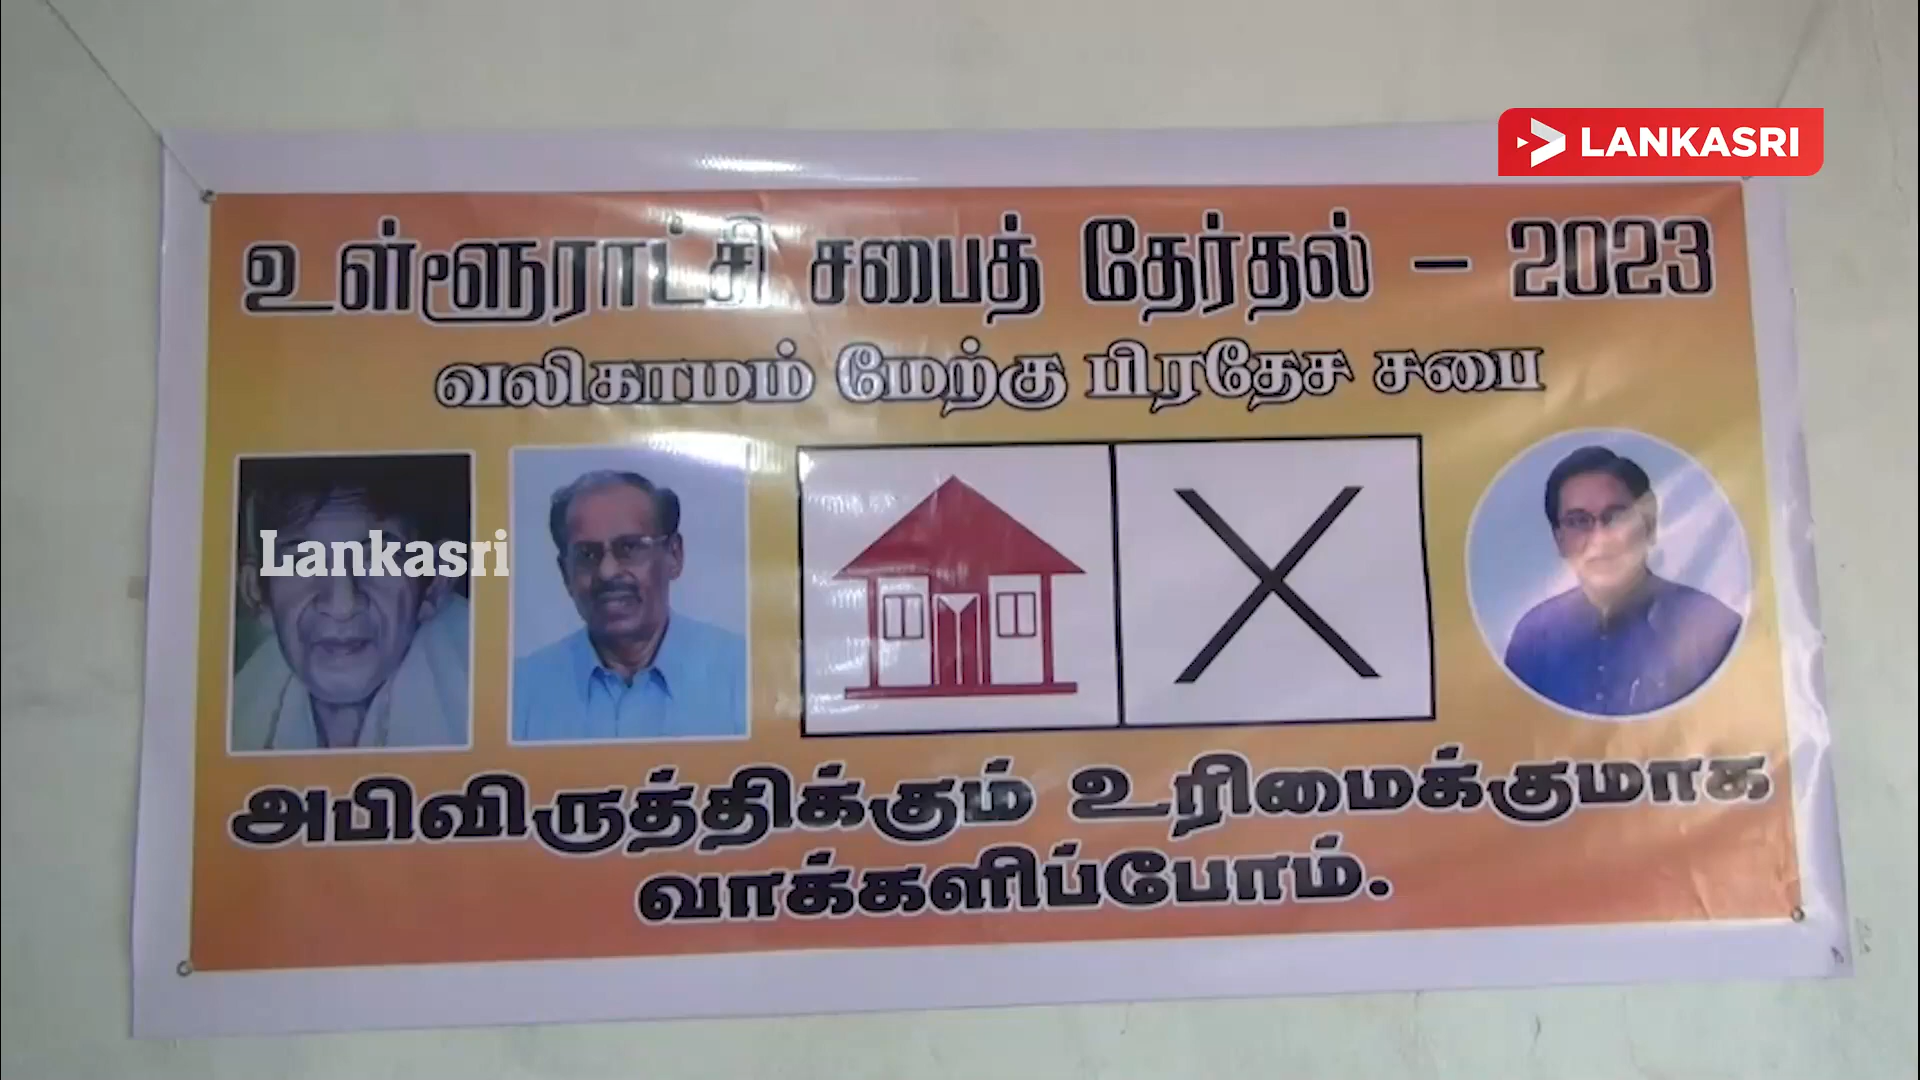 LANKASRI
உள்ளூராட்சி சபைத் தேர்தல் - 2023
வலிகாமம் மேற்கு பிரதேச சபை
Lankasri
அபிவிருத்திக்கும் உரிமைக்குமாக
வாக்களிப்போம்.